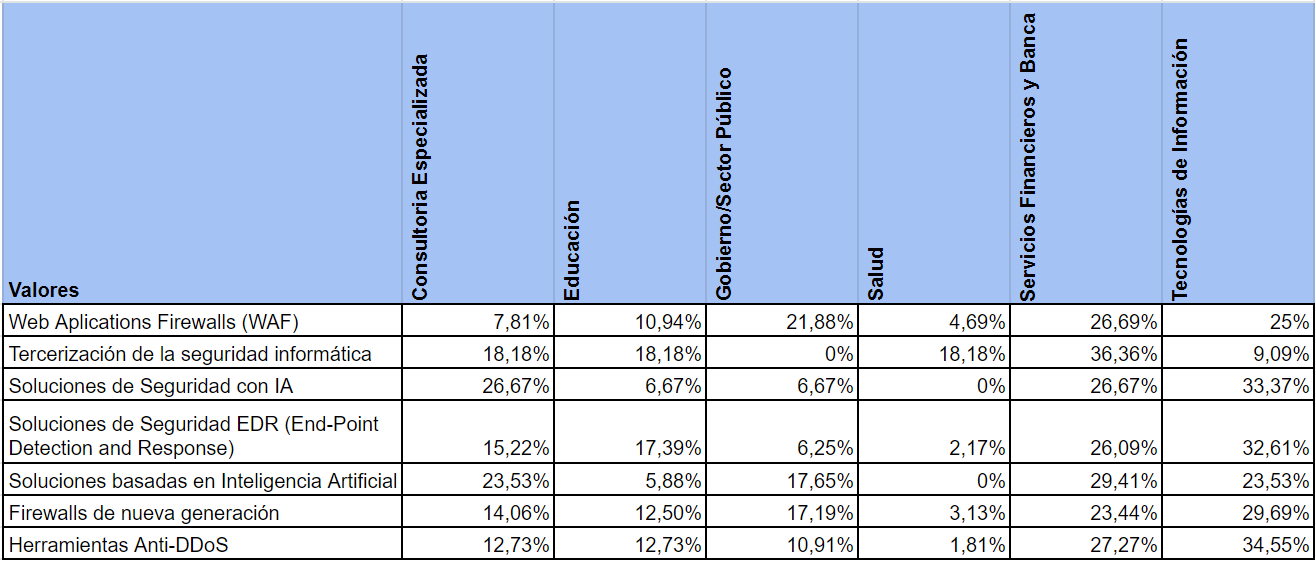 Valores
Consultoria Especializada
Educación
Gobierno/Sector Público
Salud
Servicios Financieros y Banca
Tecnologías de Información
Web Aplications Firewalls (WAF) 7,81% 10,94% 21,88% 4,69% 26,69% 25%
Tercerización de la seguridad informática 18,18% 18,18% 0% 18,18% 36,36% 9,09%
Soluciones de Seguridad con IA 26,67% 6,67% 6,67% 0% 26,67% 33,37%
Soluciones de Seguridad EDR (End-Point
Detection and Response) 15,22% 17,39% 6,25% 2,17% 26,09% 32,61%
Soluciones basadas en Inteligencia Artificial 23,53% 5,88% 17,65% 0% 29,41% 23,53%
Firewalls de nueva generación 14,06% 12,50% 17,19% 3,13% 23,44% 29,69%
Herramientas Anti-DDoS 12,73% 12,73% 10,91% 1,81% 27,27% 34,55%